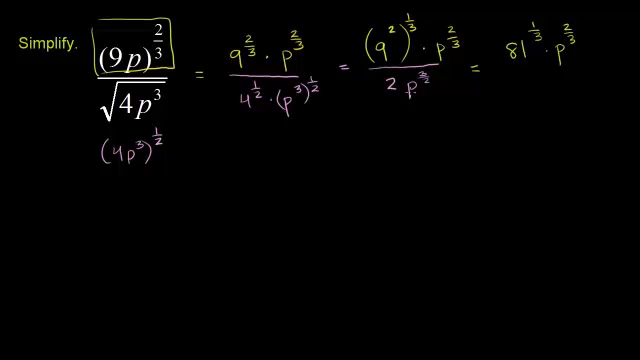 Simplify. (9p)^(2/3) / √(4p^3) = 9^(2/3) · p^(2/3) / 4^(1/2) · (p^3)^(1/2) = (9^2)^(1/3) · p^(2/3) / 2 p^(3/2) = 81^(1/3) · p^(2/3)
(4p^3)^(1/2)